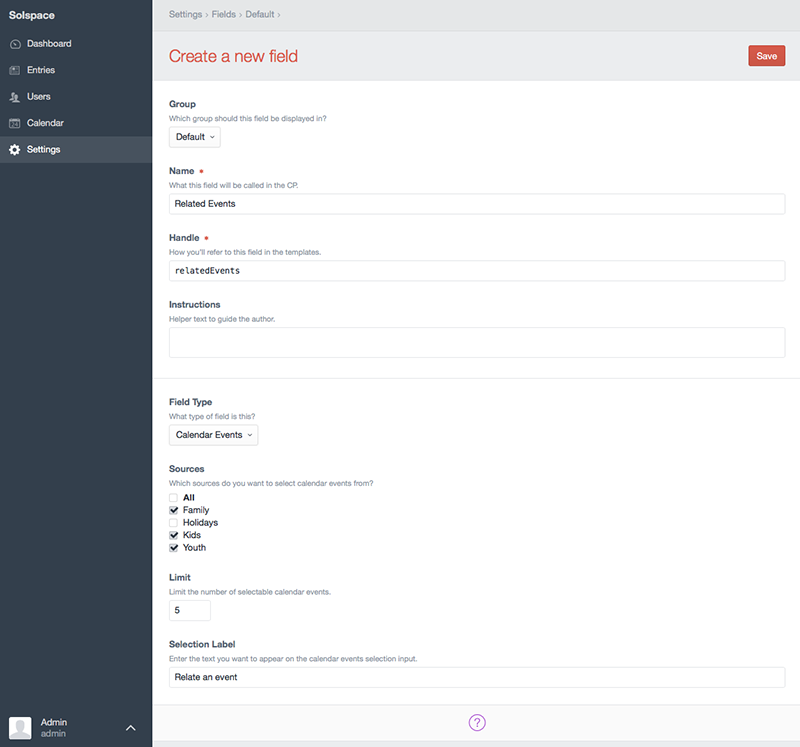 Solspace
Dashboard
Entries
Users
Calendar
Settings
Settings › Fields › Default ›
Create a new field
Save
Group
Which group should this field be displayed in?
Default
Name
What this field will be called in the CP.
Related Events
Handle
How you'll refer to this field in the templates.
relatedEvents
Instructions
Helper text to guide the author.
Field Type
What type of field is this?
Calendar Events
Sources
Which sources do you want to select calendar events from?
All
Family
Holidays
Kids
Youth
Limit
Limit the number of selectable calendar events.
5
Selection Label
Enter the text you want to appear on the calendar events selection input.
Relate an event
Admin
admin
?